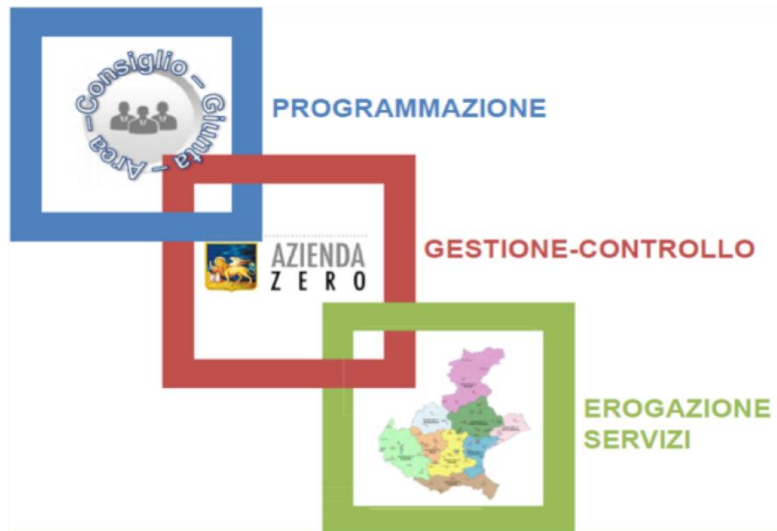 Area – Consiglio – Giunta –
PROGRAMMAZIONE
AZIENDA
ZERO
GESTIONE-CONTROLLO
EROGAZIONE
SERVIZI